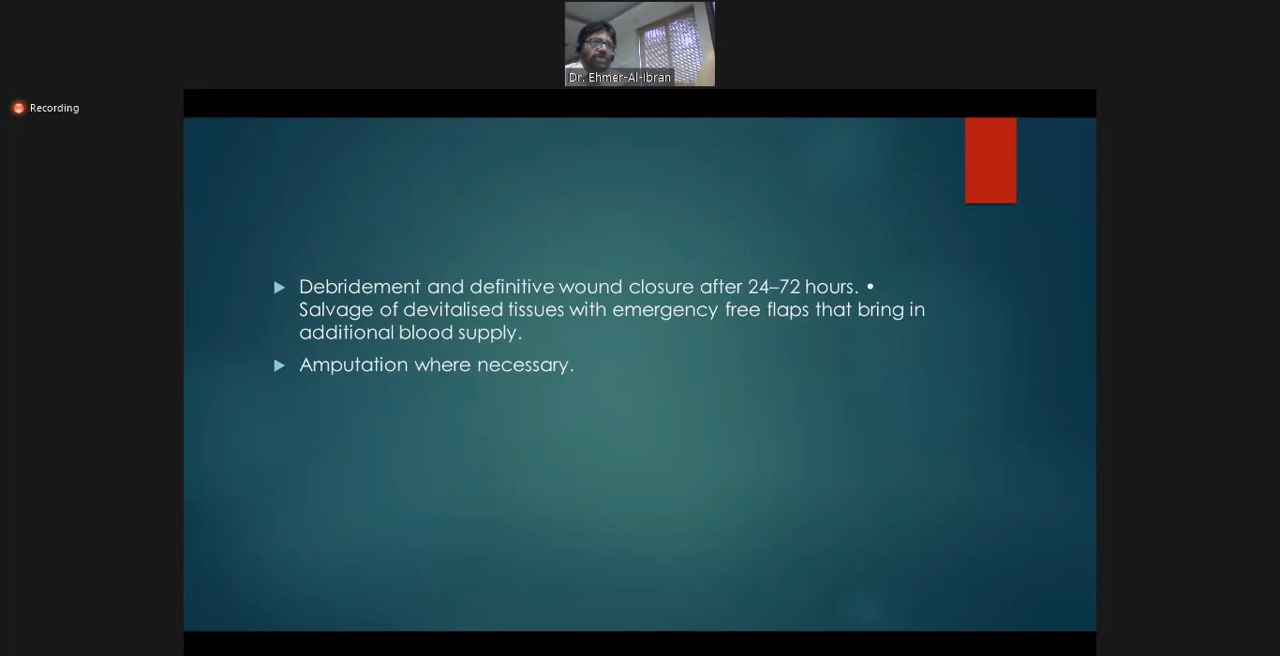 Dr. Ehmer-Al-Ibran
Recording
Debridement and definitive wound closure after 24–72 hours. •
Salvage of devitalised tissues with emergency free flaps that bring in
additional blood supply.
Amputation where necessary.